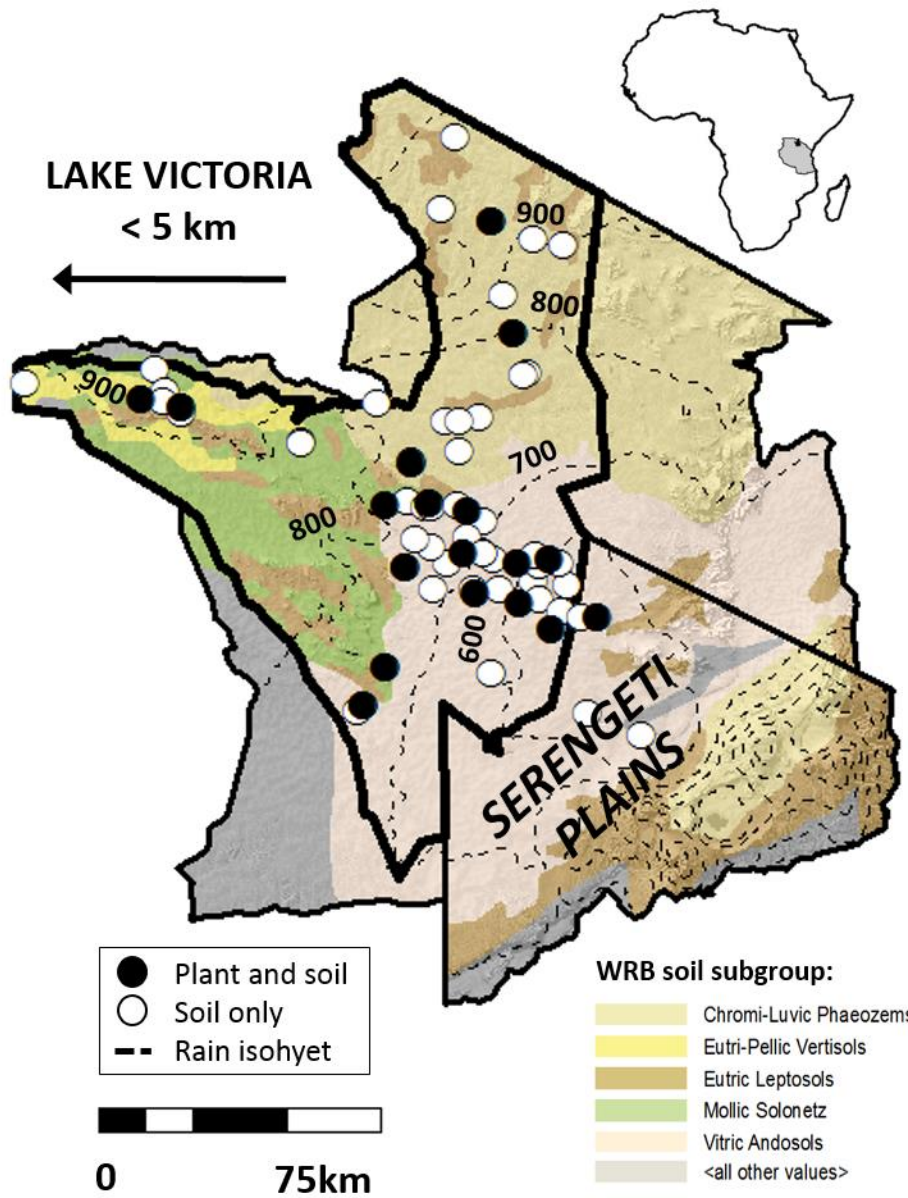 LAKE VICTORIA
< 5 km
900
800
900
700
800
600
SERENGETI
PLAINS
Plant and soil
Soil only
Rain isohyet
0 75km
WRB soil subgroup:
Chromi-Luvic Phaeozems
Eutri-Pellic Vertisols
Eutric Leptosols
Mollic Solonetz
Vitric Andosols
<all other values>